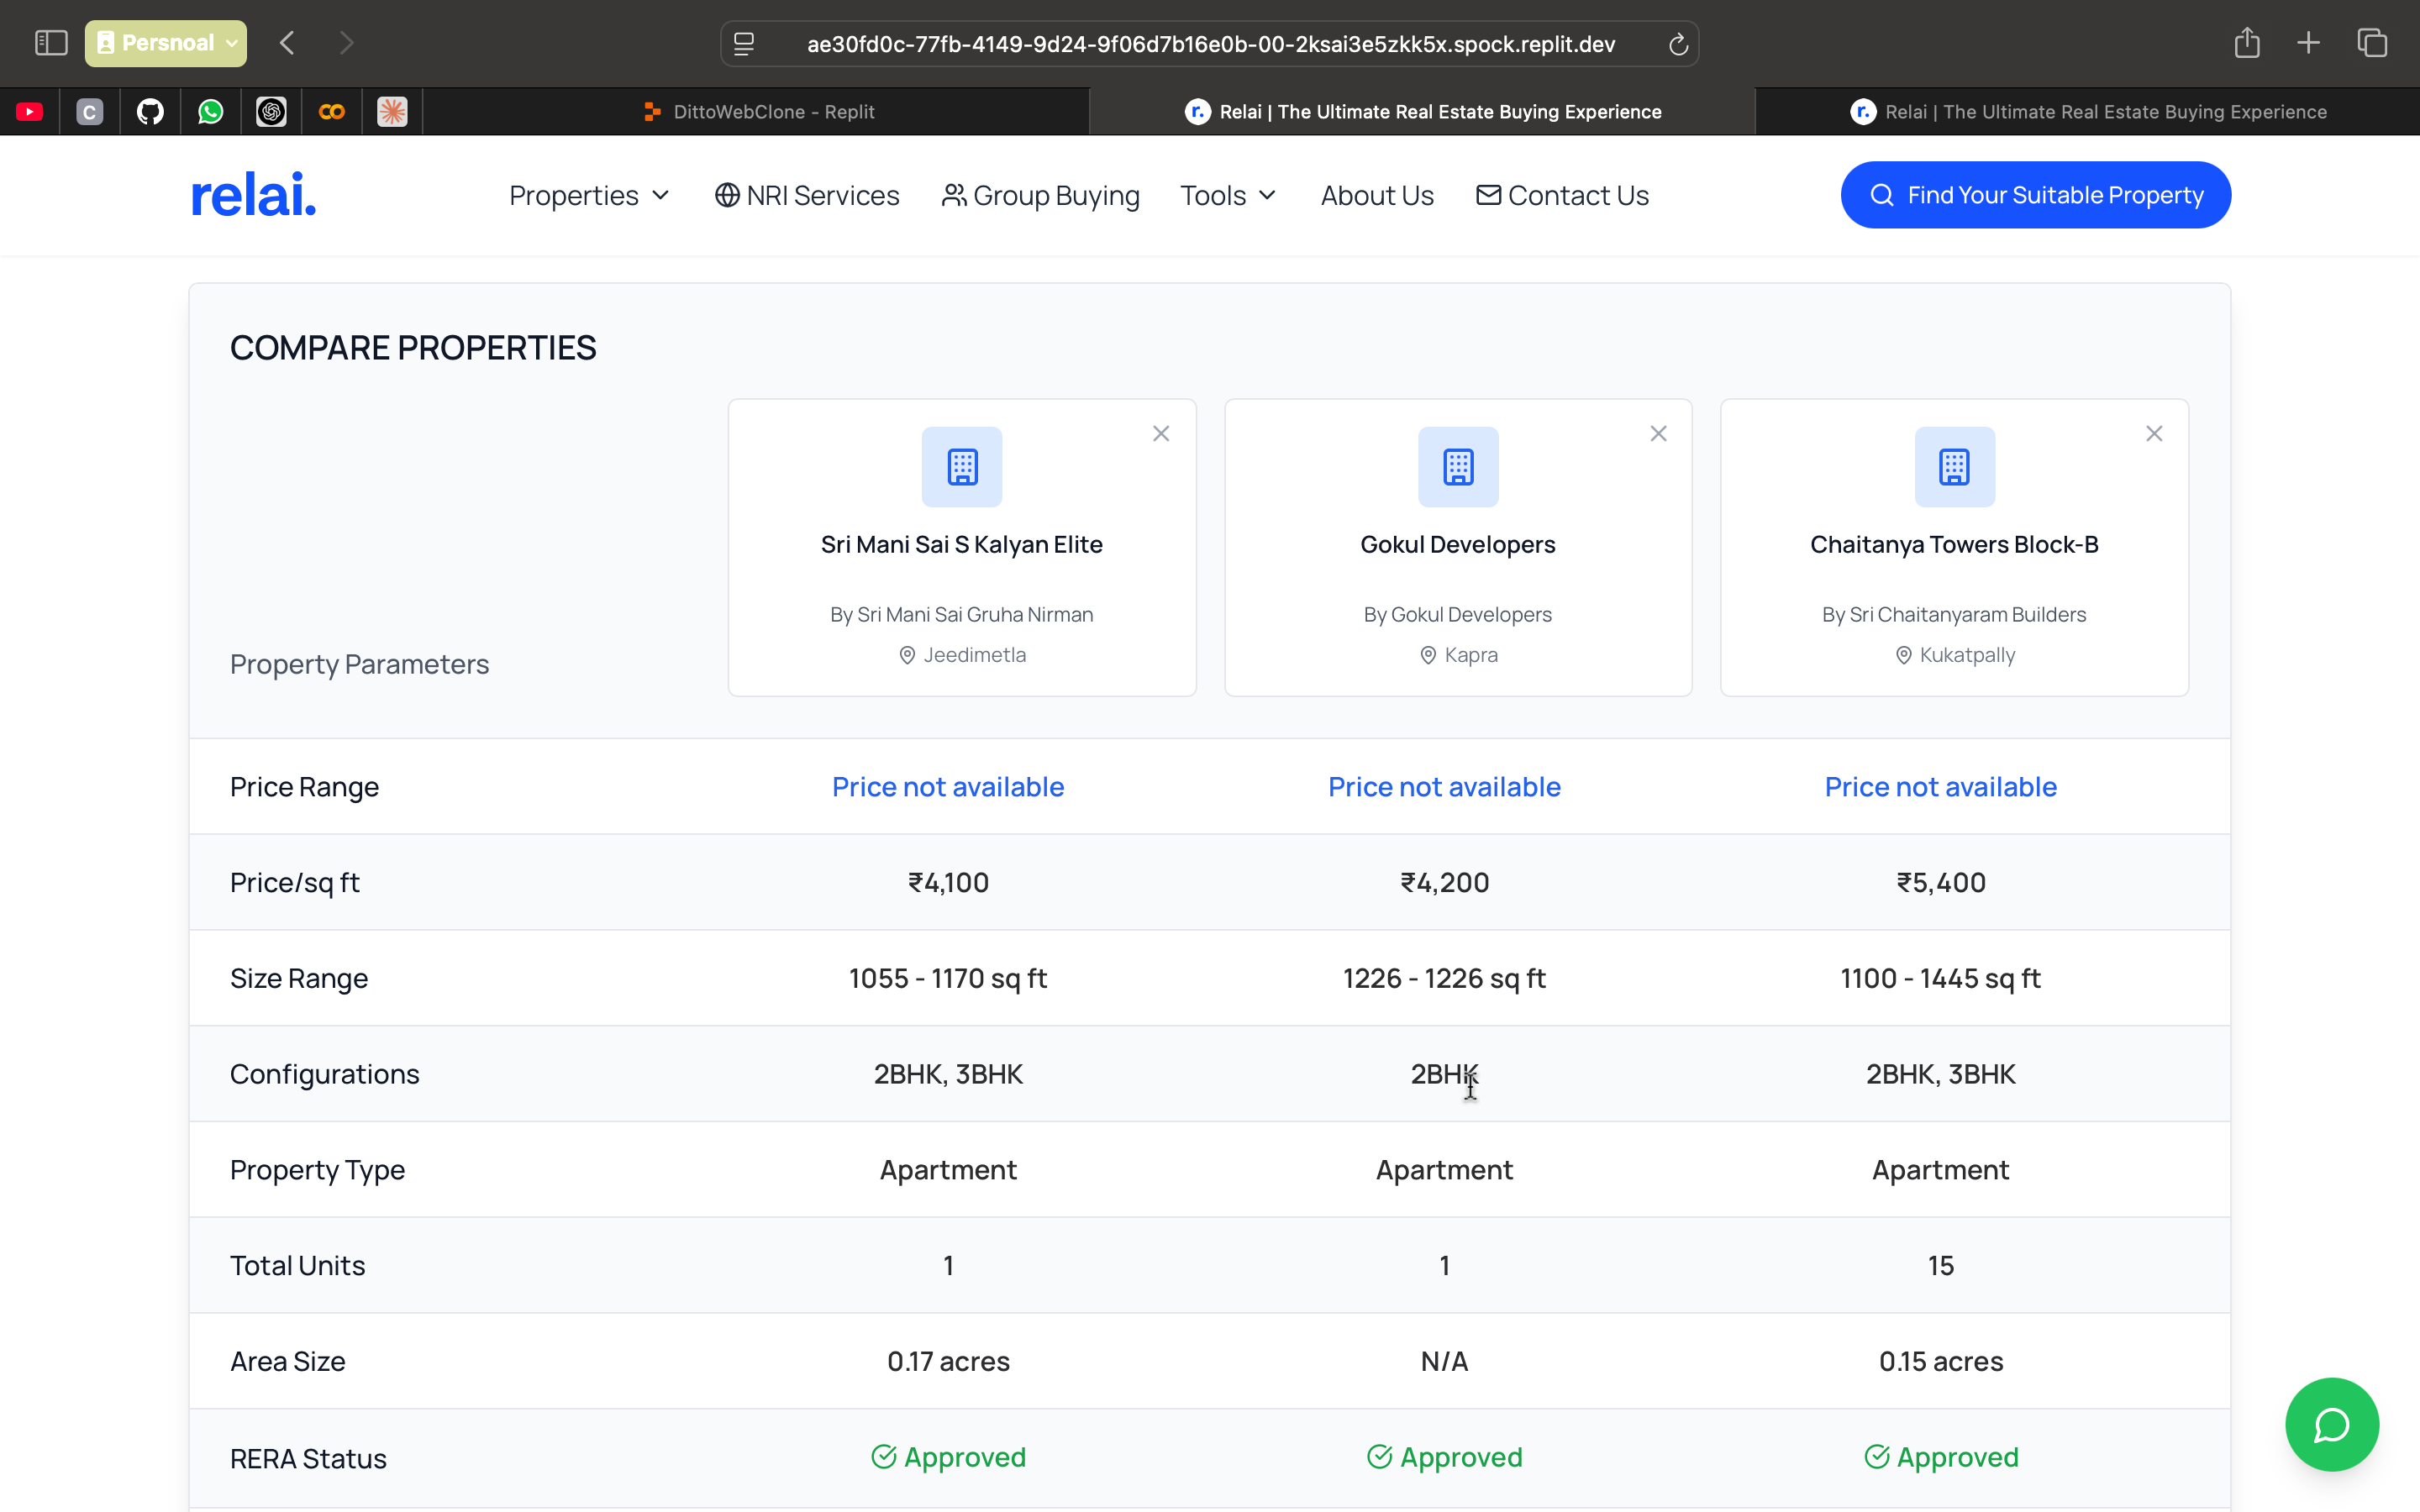 Persnoal
ae30fd0c-77fb-4149-9d24-9f06d7b16e0b-00-2ksai3e5zkk5x.spock.replit.dev
C
DittoWebClone - Replit
r. Relai | The Ultimate Real Estate Buying Experience
r. Relai | The Ultimate Real Estate Buying Experience
relai.
Properties
NRI Services
Group Buying
Tools
About Us
Contact Us
Find Your Suitable Property
COMPARE PROPERTIES
Property Parameters
Sri Mani Sai S Kalyan Elite
By Sri Mani Sai Gruha Nirman
Jeedimetla
Gokul Developers
By Gokul Developers
Kapra
Chaitanya Towers Block-B
By Sri Chaitanyaram Builders
Kukatpally
Price Range Price not available Price not available Price not available
Price/sq ft ₹4,100 ₹4,200 ₹5,400
Size Range 1055 - 1170 sq ft 1226 - 1226 sq ft 1100 - 1445 sq ft
Configurations 2BHK, 3BHK 2BHK 2BHK, 3BHK
Property Type Apartment Apartment Apartment
Total Units 1 1 15
Area Size 0.17 acres N/A 0.15 acres
RERA Status Approved Approved Approved